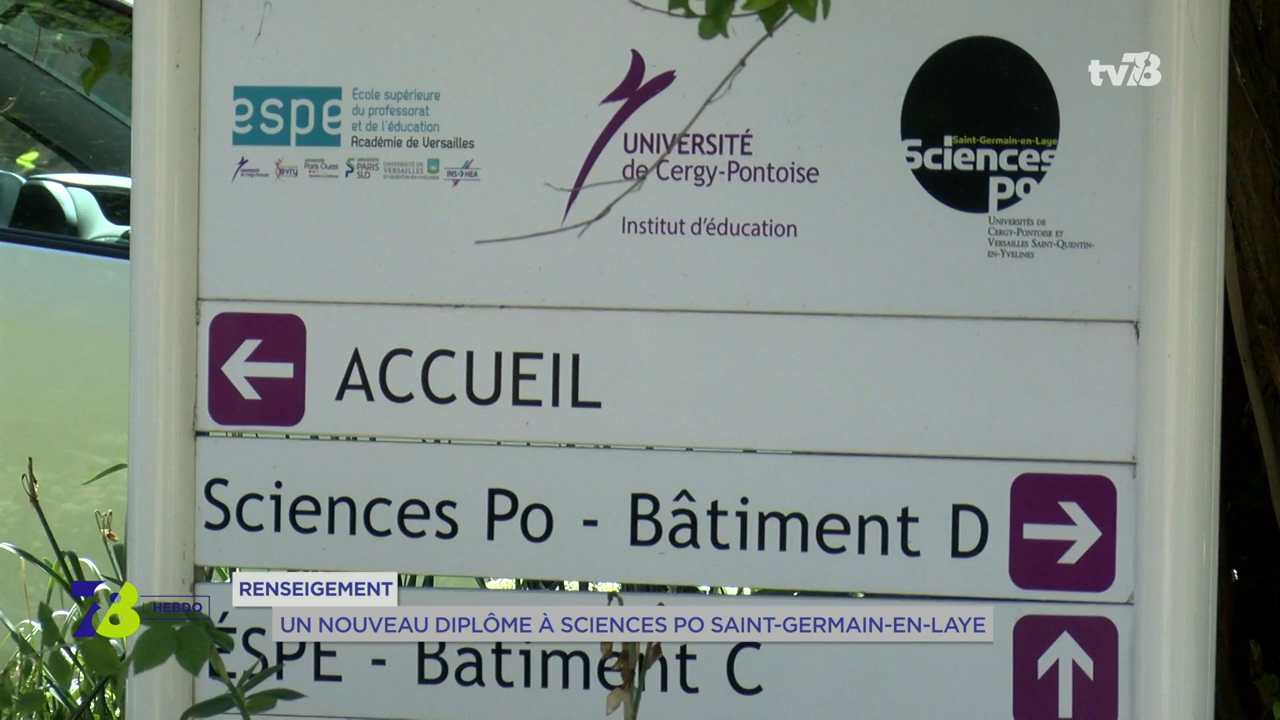 tv78
espe
École supérieure
du professorat
et de l'éducation
Académie de Versailles
UNIVERSITÉ
de Cergy-Pontoise
Institut d'éducation
Saint-Germain-en-Laye
Sciences
po
UNIVERSITÉS DE
CERGY-PONTOISE ET
VERSAILLES SAINT-QUENTIN-
EN-YVELINES
ACCUEIL
Sciences Po - Bâtiment D
RENSEIGEMENT
78 HEBDO
UN NOUVEAU DIPLÔME À SCIENCES PO SAINT-GERMAIN-EN-LAYE
ÉSPE - Bâtiment C